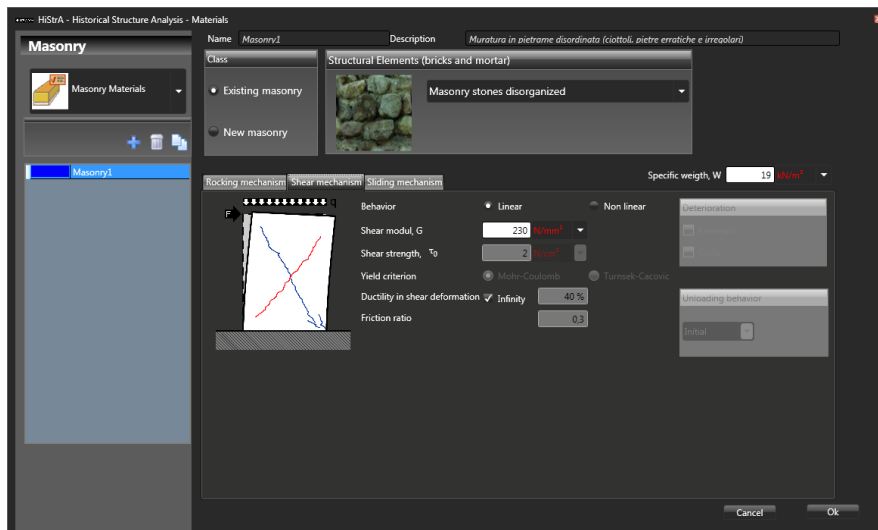 HiStrA - Historical Structure Analysis - Materials
Masonry
Name Masonry1 Description Muratura in pietrame disordinata (ciottoli, pietre erratiche e irregolari)
Masonry Materials
Masonry1
Class
Existing masonry
New masonry
Structural Elements (bricks and mortar)
Masonry stones disorganized
Specific weigth, W 19 kN/m³
Rocking mechanism Shear mechanism Sliding mechanism
q
F
Behavior Linear Non linear
Shear modul, G 230 N/mm²
Shear strength, τ0 2
Yield criterion Mohr-Coulomb Turnsek-Cacovic
Ductility in shear deformation Infinity 40 %
Friction ratio 0,3
Deterioration
Unloading behavior
Initial
Cancel Ok